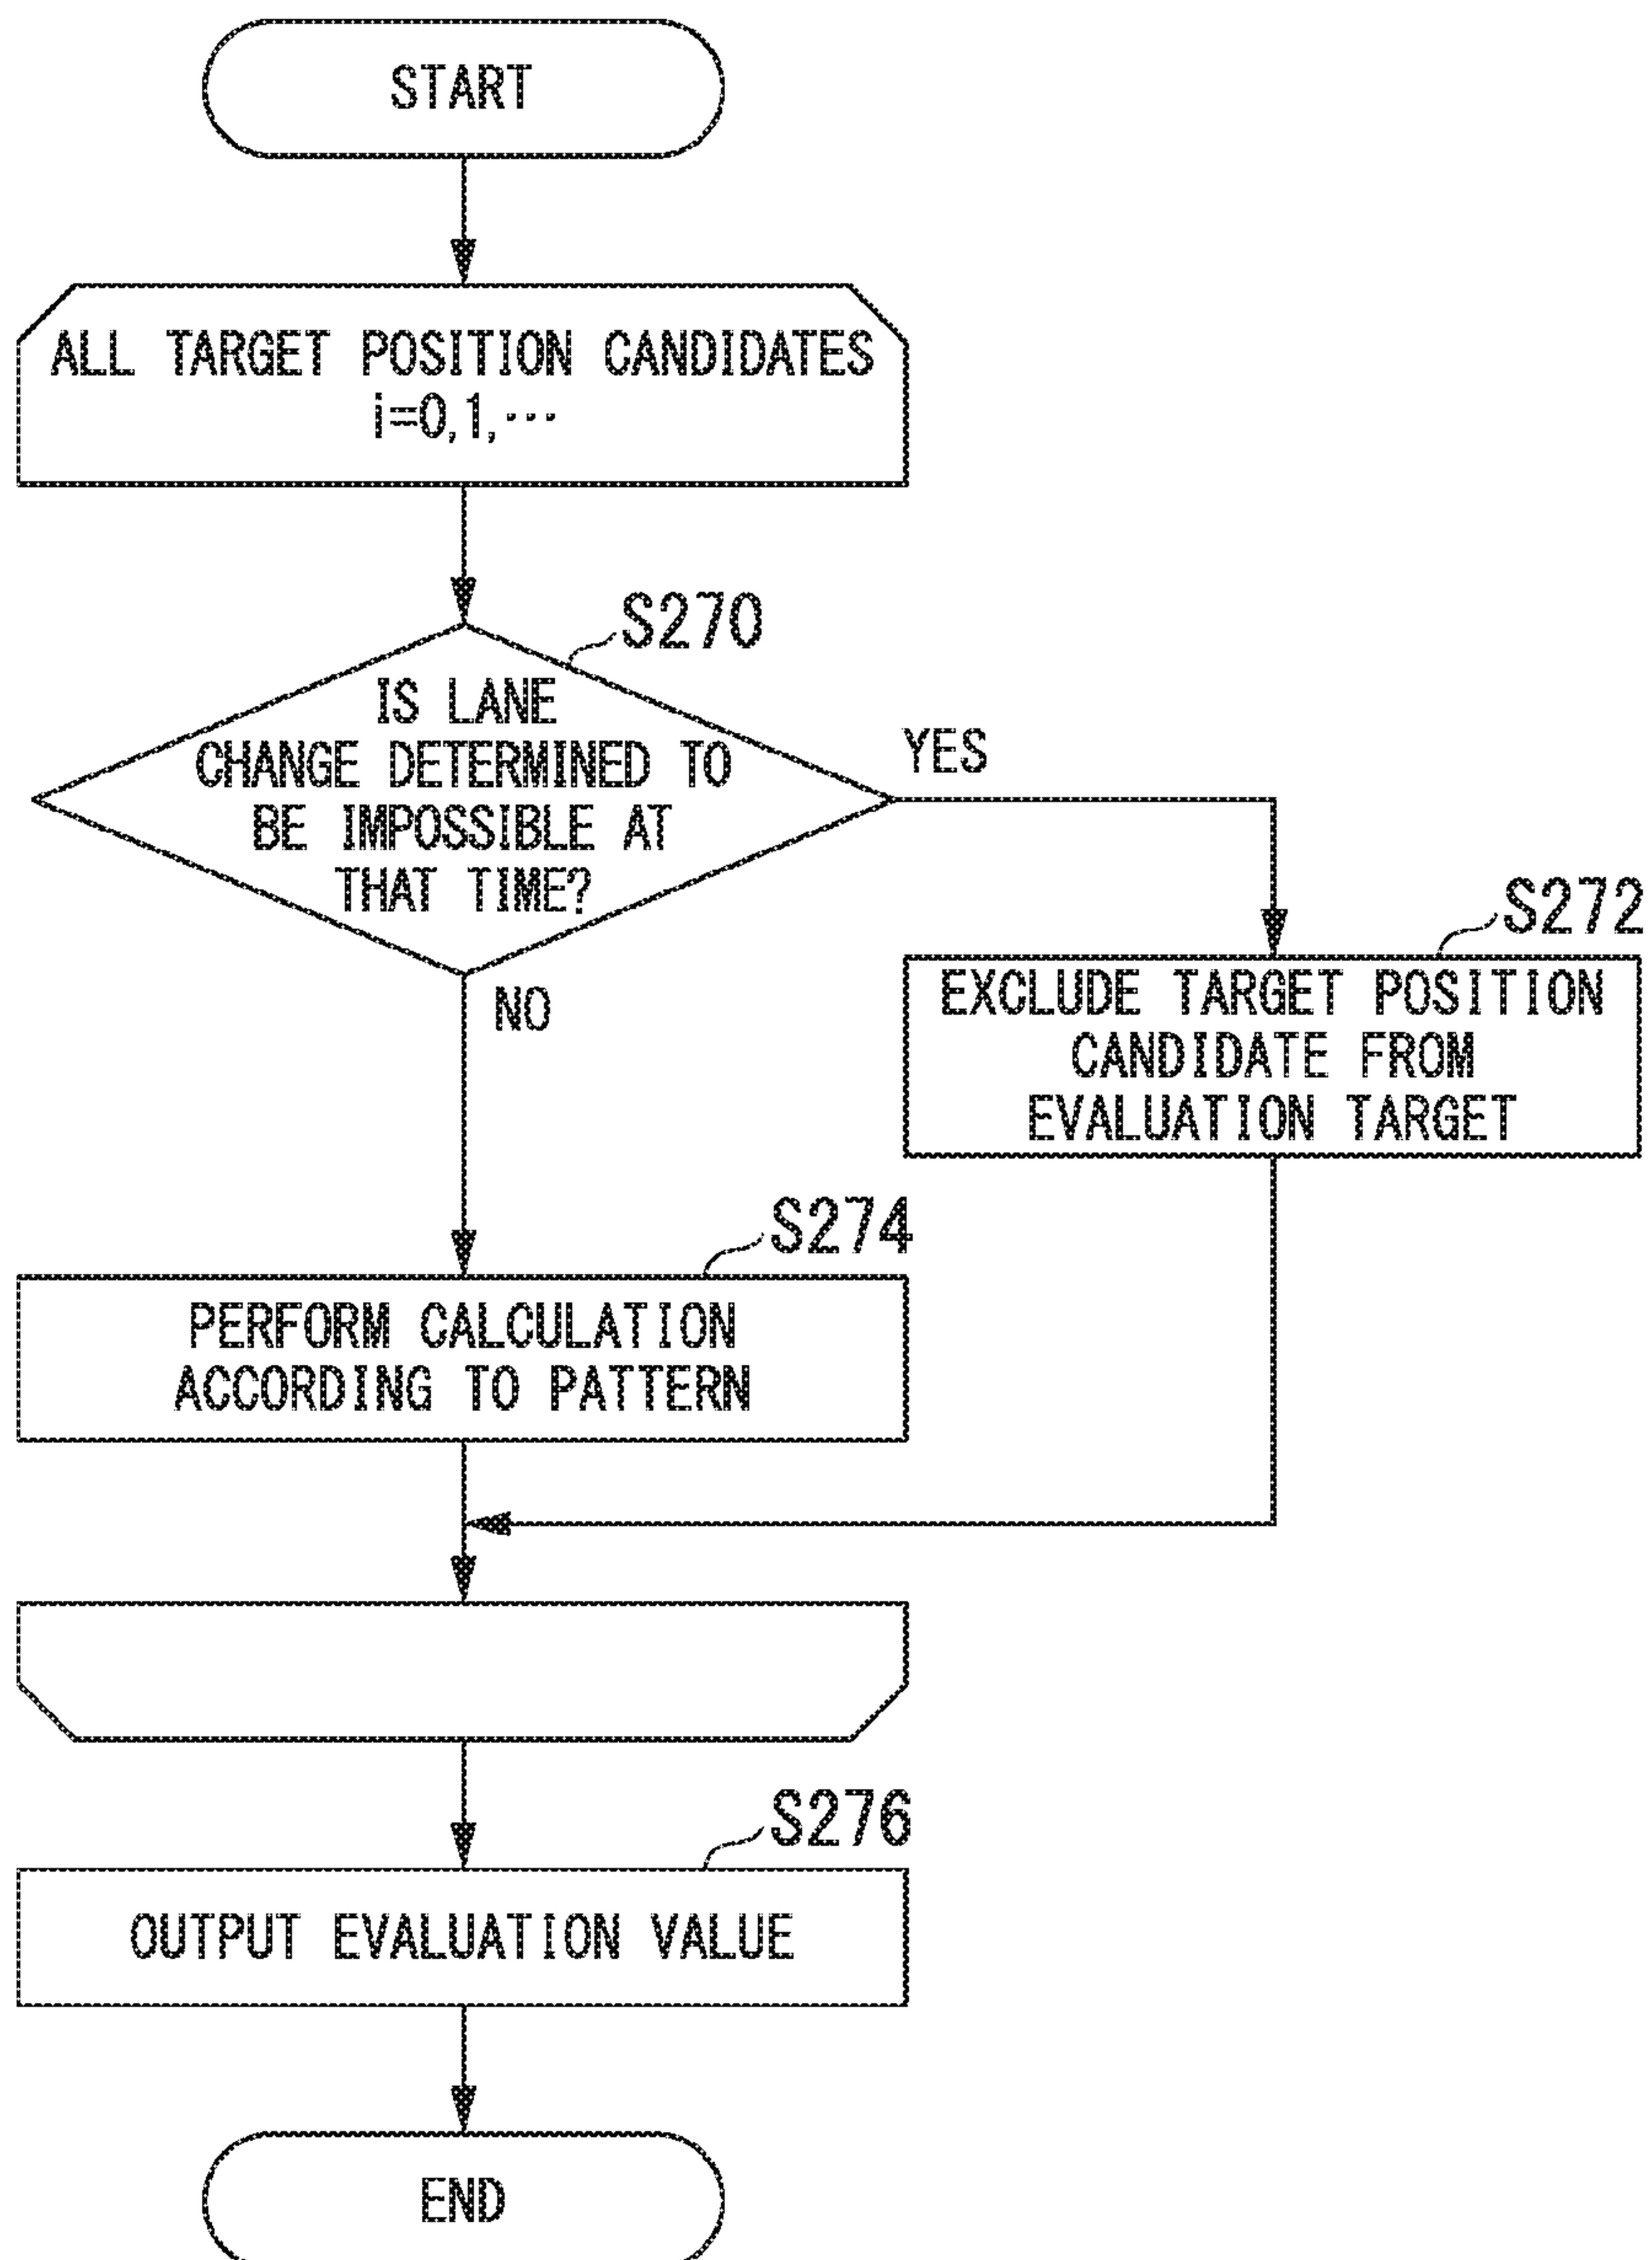 START
ALL TARGET POSITION CANDIDATES
i=0,1,···
S270
IS LANE
CHANGE DETERMINED TO
BE IMPOSSIBLE AT
THAT TIME?
YES
NO
S272
EXCLUDE TARGET POSITION
CANDIDATE FROM
EVALUATION TARGET
S274
PERFORM CALCULATION
ACCORDING TO PATTERN
S276
OUTPUT EVALUATION VALUE
END